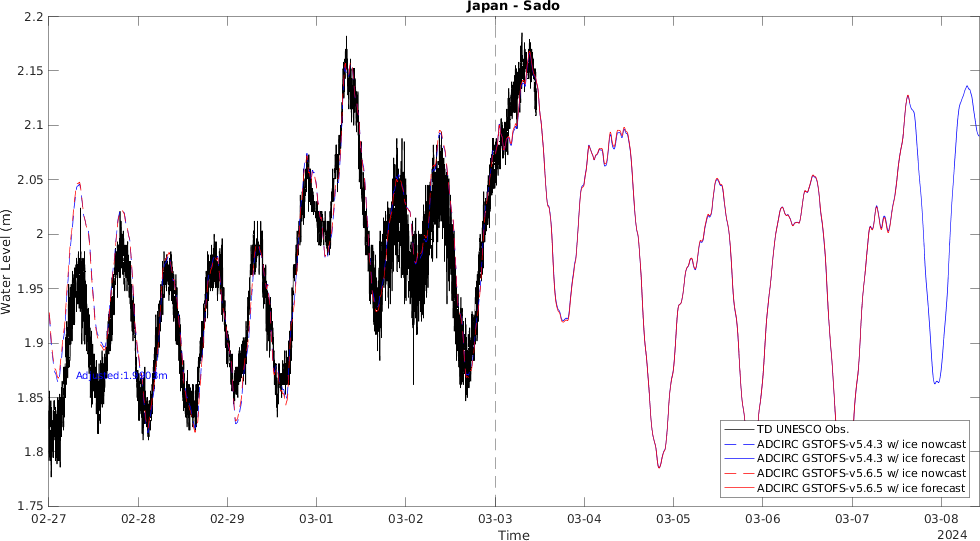 Japan - Sado
2.2
2.15
2.1
2.05
2
1.95
1.9
1.85
1.8
1.75
Water Level (m)
02-27
02-28
02-29
03-01
03-02
03-03
03-04
03-05
03-06
03-07
03-08
Time
2024
TD UNESCO Obs.
ADCIRC GSTOFS-v5.4.3 w/ ice nowcast
ADCIRC GSTOFS-v5.4.3 w/ ice forecast
ADCIRC GSTOFS-v5.6.5 w/ ice nowcast
ADCIRC GSTOFS-v5.6.5 w/ ice forecast